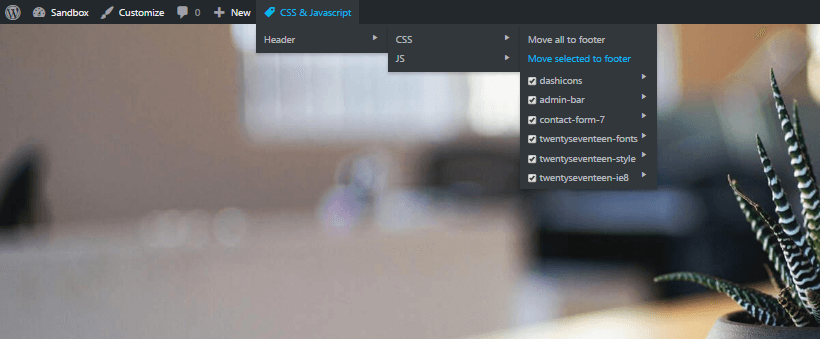 Sandbox Customize 0 New CSS & Javascript
Header CSS Move all to footer
JS Move selected to footer
dashicons
admin-bar
contact-form-7
twentyseventeen-fonts
twentyseventeen-style
twentyseventeen-ie8